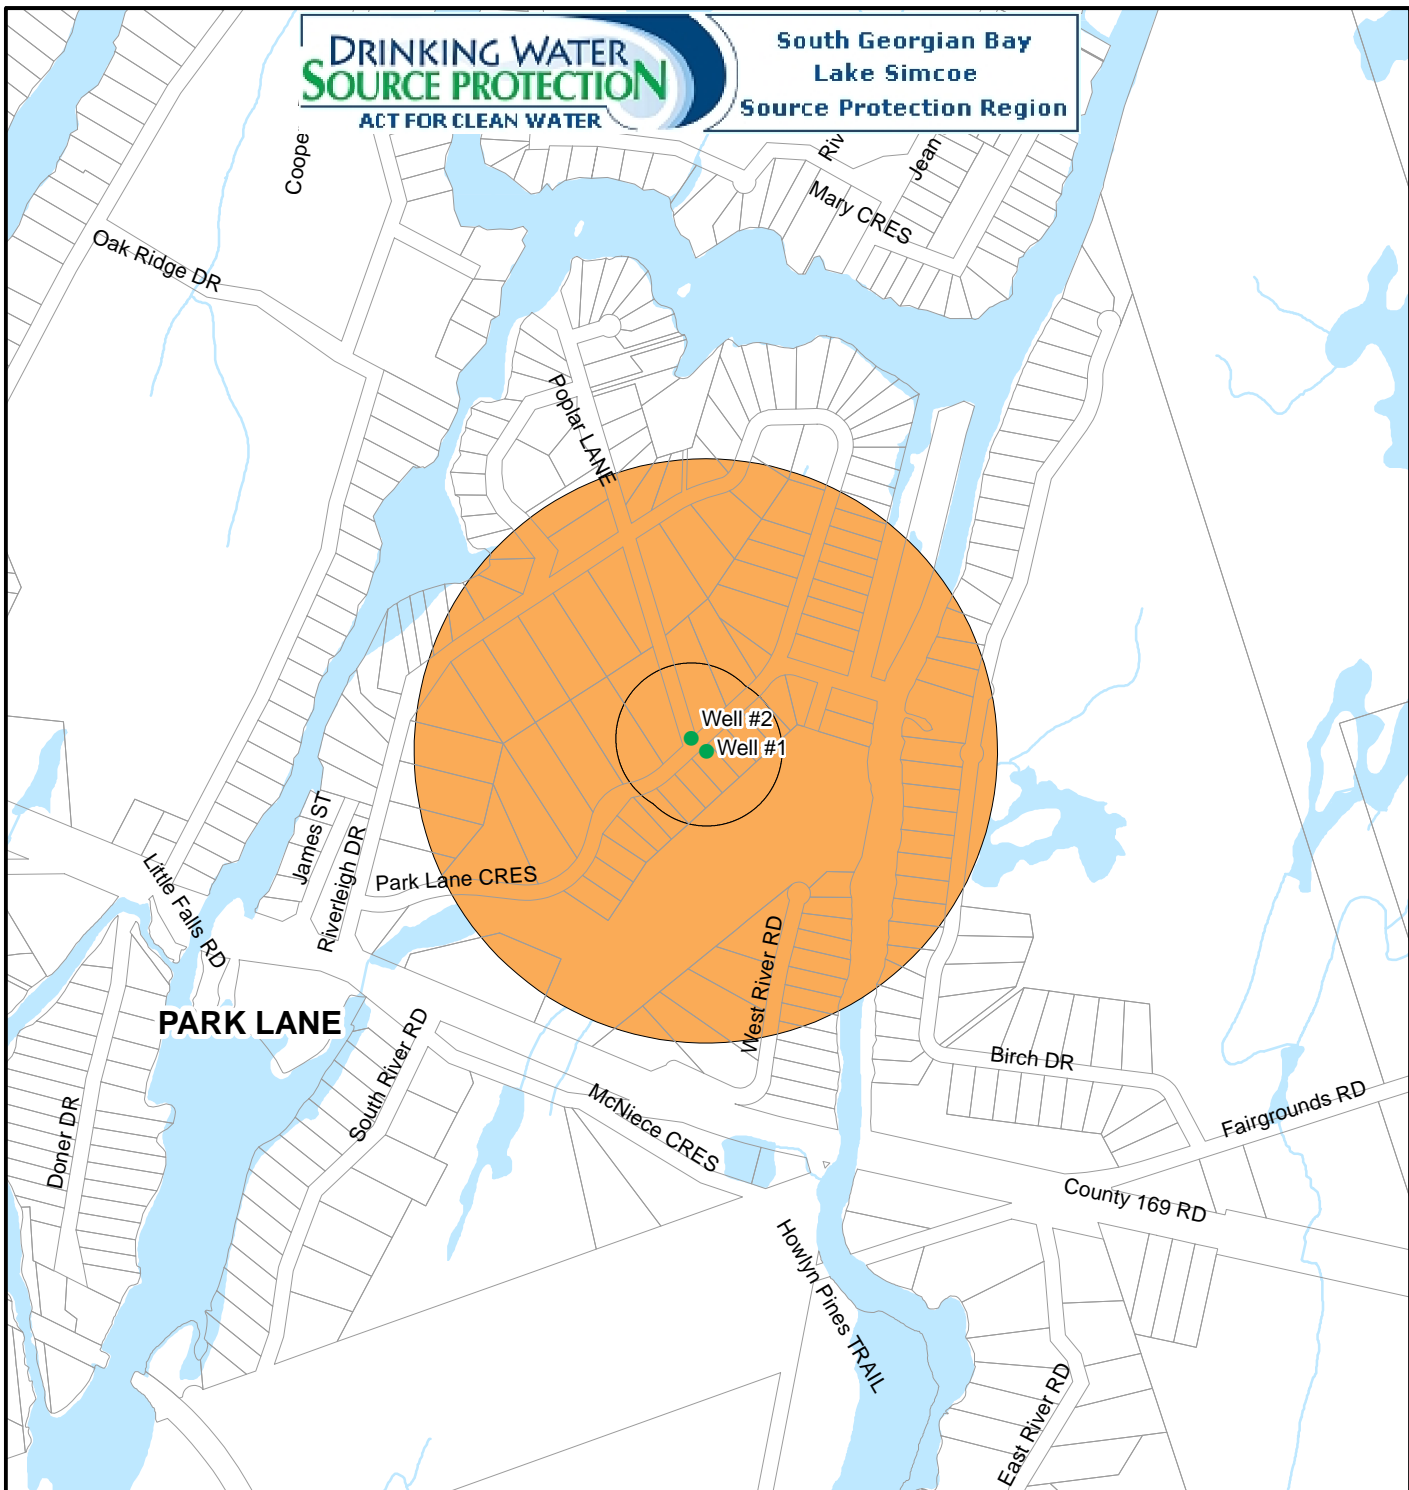 DRINKING WATER
SOURCE PROTECTION
ACT FOR CLEAN WATER
South Georgian Bay
Lake Simcoe
Source Protection Region
Coope
Riv
Jean
Mary CRES
Oak Ridge DR
Poplar LANE
Well #2
Well #1
James ST
Riverleigh DR
Park Lane CRES
Little Falls RD
West River RD
PARK LANE
South River RD
Birch DR
McNiece CRES
Fairgrounds RD
Doner DR
County 169 RD
Howlyn Pines TRAIL
East River RD